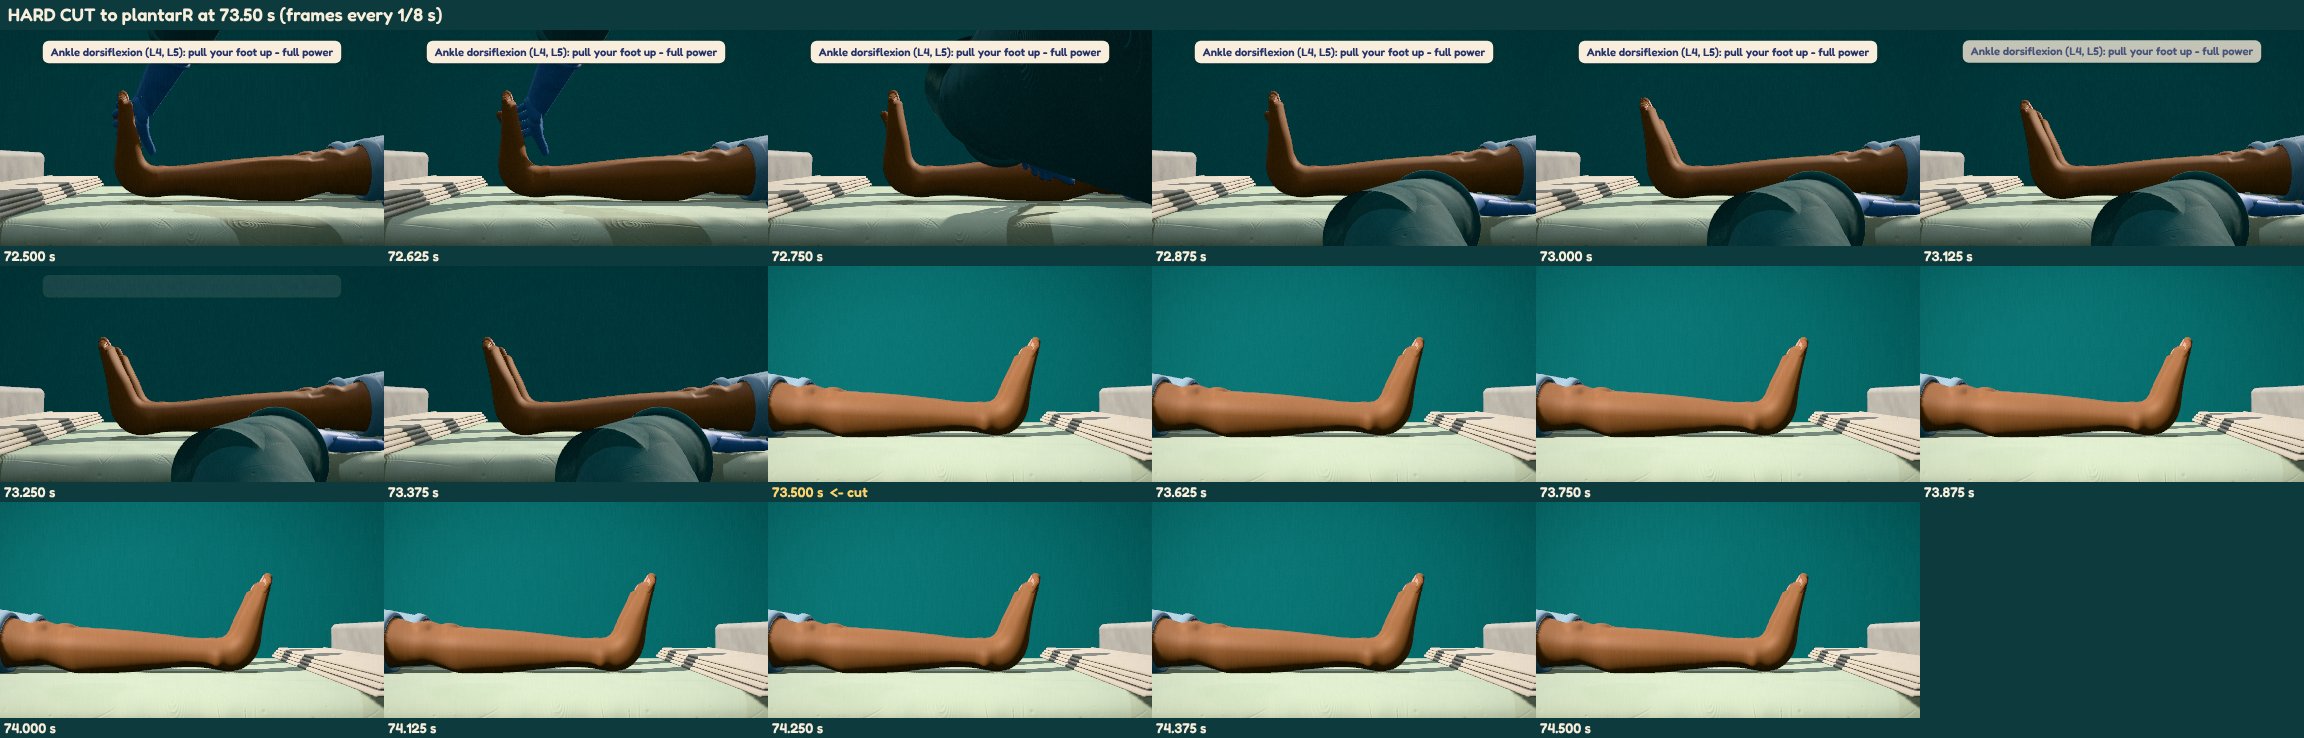 HARD CUT to plantarR at 73.50 s (frames every 1/8 s)
Ankle dorsiflexion (L4, L5): pull your foot up - full power
Ankle dorsiflexion (L4, L5): pull your foot up - full power
Ankle dorsiflexion (L4, L5): pull your foot up - full power
Ankle dorsiflexion (L4, L5): pull your foot up - full power
Ankle dorsiflexion (L4, L5): pull your foot up - full power
Ankle dorsiflexion (L4, L5): pull your foot up - full power
72.500 s
72.625 s
72.750 s
72.875 s
73.000 s
73.125 s
73.250 s
73.375 s
73.500 s <- cut
73.625 s
73.750 s
73.875 s
74.000 s
74.125 s
74.250 s
74.375 s
74.500 s